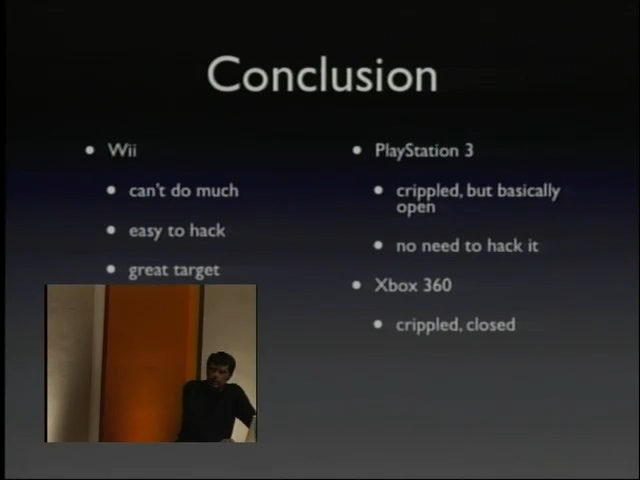 Conclusion
Wii
can't do much
easy to hack
great target
PlayStation 3
crippled, but basically
open
no need to hack it
Xbox 360
crippled, closed